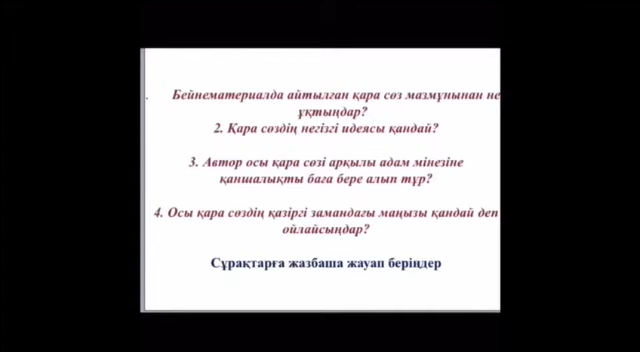 . Бейнематериалда айтылған қара сөз мазмұнынан не
ұқтыңдар?
2. Қара сөздің негізгі идеясы қандай?
3. Автор осы қара сөзі арқылы адам мінезіне
қаншалықты баға бере алып тұр?
4. Осы қара сөздің қазіргі замандағы маңызы қандай деп
ойлайсыңдар?
Сұрақтарға жазбаша жауап беріңдер